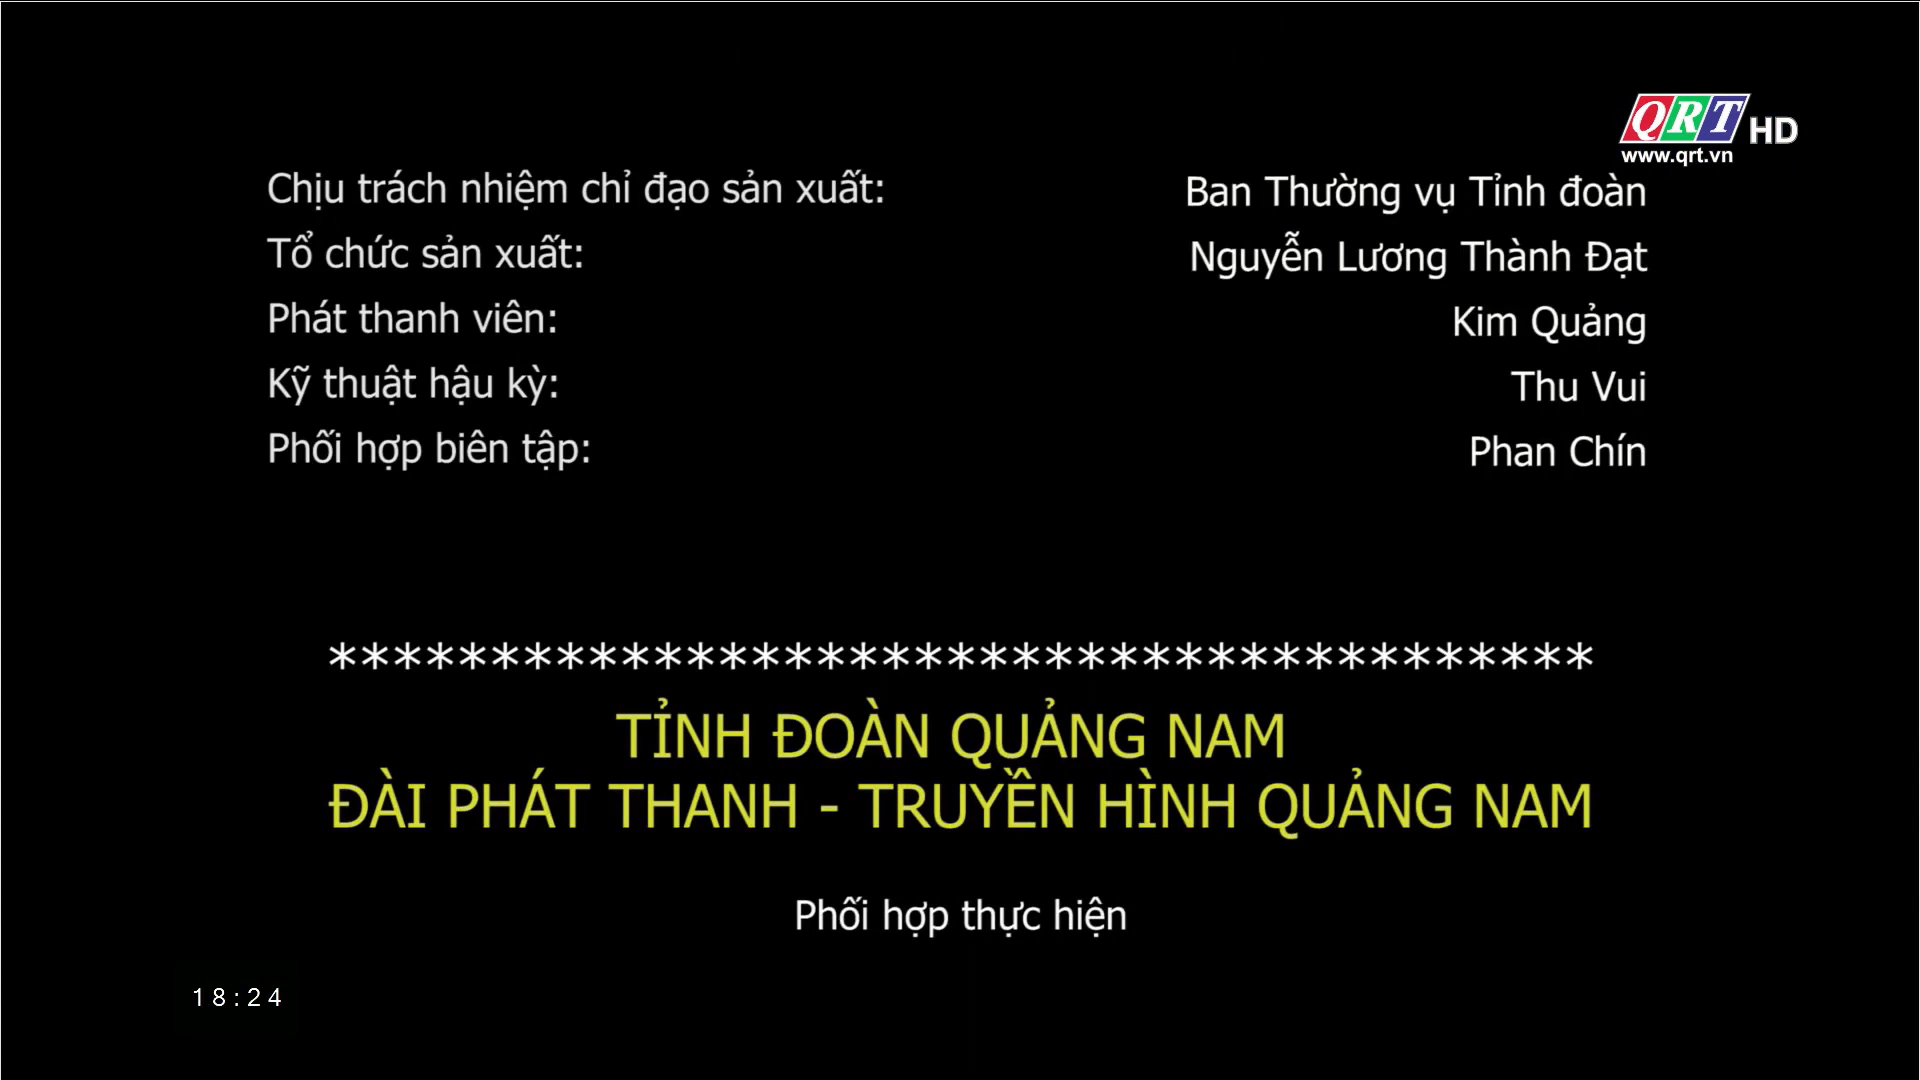 QRT HD
www.qrt.vn
Chịu trách nhiệm chỉ đạo sản xuất: Ban Thường vụ Tỉnh đoàn
Tổ chức sản xuất: Nguyễn Lương Thành Đạt
Phát thanh viên: Kim Quảng
Kỹ thuật hậu kỳ: Thu Vui
Phối hợp biên tập: Phan Chín
***************************************
TỈNH ĐOÀN QUẢNG NAM
ĐÀI PHÁT THANH - TRUYỀN HÌNH QUẢNG NAM
Phối hợp thực hiện
18:24